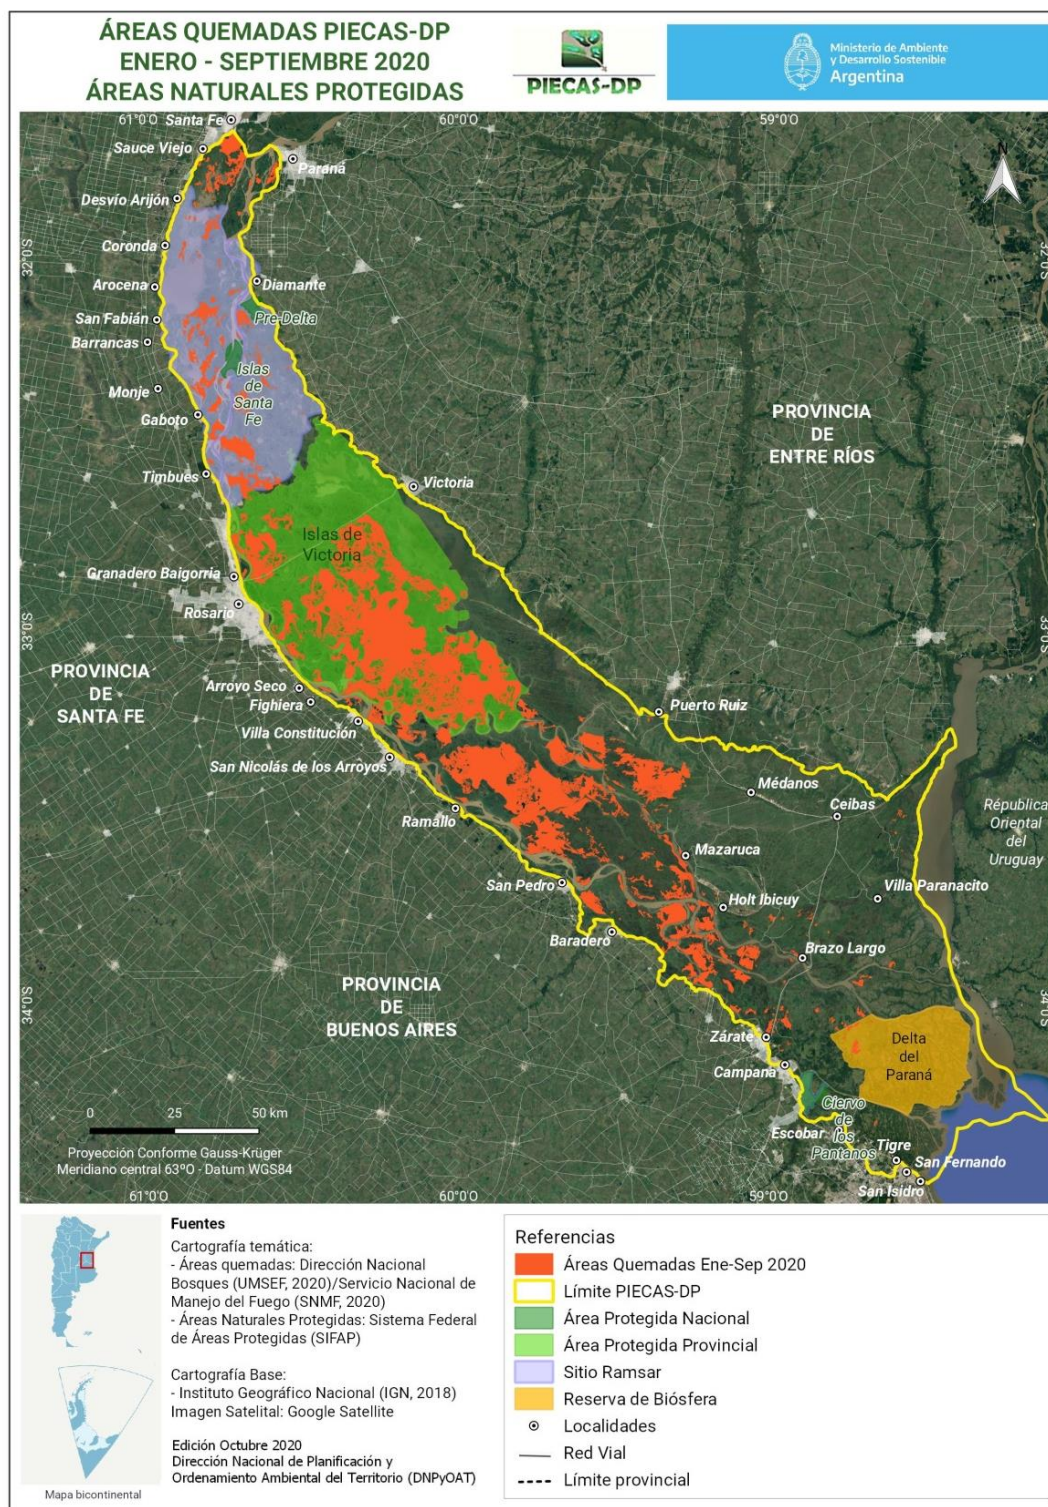 ÁREAS QUEMADAS PIECAS-DP
ENERO - SEPTIEMBRE 2020
ÁREAS NATURALES PROTEGIDAS
PIECAS-DP
Ministerio de Ambiente
y Desarrollo Sostenible
Argentina
61°0'O
60°0'O
59°0'O
Santa Fe
Sauce Viejo
Paraná
N
Desvío Arijón
Coronda
32°0'S
32°0'S
Arocena
Diamante
San Fabián
Pre-Delta
Barrancas
Islas
de
Santa
Fe
Monje
Gaboto
PROVINCIA
DE
ENTRE RÍOS
Timbúes
Victoria
Islas de
Victoria
Granadero Baigorria
Rosario
33°0'S
33°0'S
PROVINCIA
DE
SANTA FE
Arroyo Seco
Fighiera
Villa Constitución
Puerto Ruiz
San Nicolás de los Arroyos
Médanos
Ceibas
Ramallo
República
Oriental
del
Uruguay
Mazaruca
San Pedro
Villa Paranacito
Holt Ibicuy
Baradero
Brazo Largo
PROVINCIA
DE
BUENOS AIRES
34°0'S
34°0'S
Zárate
Delta
del
Paraná
Campana
Ciervo
de
los
Pantanos
Escobar
Tigre
San Fernando
San Isidro
0 25 50 km
Proyección Conforme Gauss-Krüger
Meridiano central 63ºO - Datum WGS84
61°0'O
60°0'O
59°0'O
Fuentes
Cartografía temática:
- Áreas quemadas: Dirección Nacional
Bosques (UMSEF, 2020)/Servicio Nacional de
Manejo del Fuego (SNMF, 2020)
- Áreas Naturales Protegidas: Sistema Federal
de Áreas Protegidas (SIFAP)
Cartografía Base:
- Instituto Geográfico Nacional (IGN, 2018)
Imagen Satelital: Google Satellite
Edición Octubre 2020
Dirección Nacional de Planificación y
Ordenamiento Ambiental del Territorio (DNPyOAT)
Mapa bicontinental
Referencias
Áreas Quemadas Ene-Sep 2020
Límite PIECAS-DP
Área Protegida Nacional
Área Protegida Provincial
Sitio Ramsar
Reserva de Biósfera
Localidades
Red Vial
Límite provincial